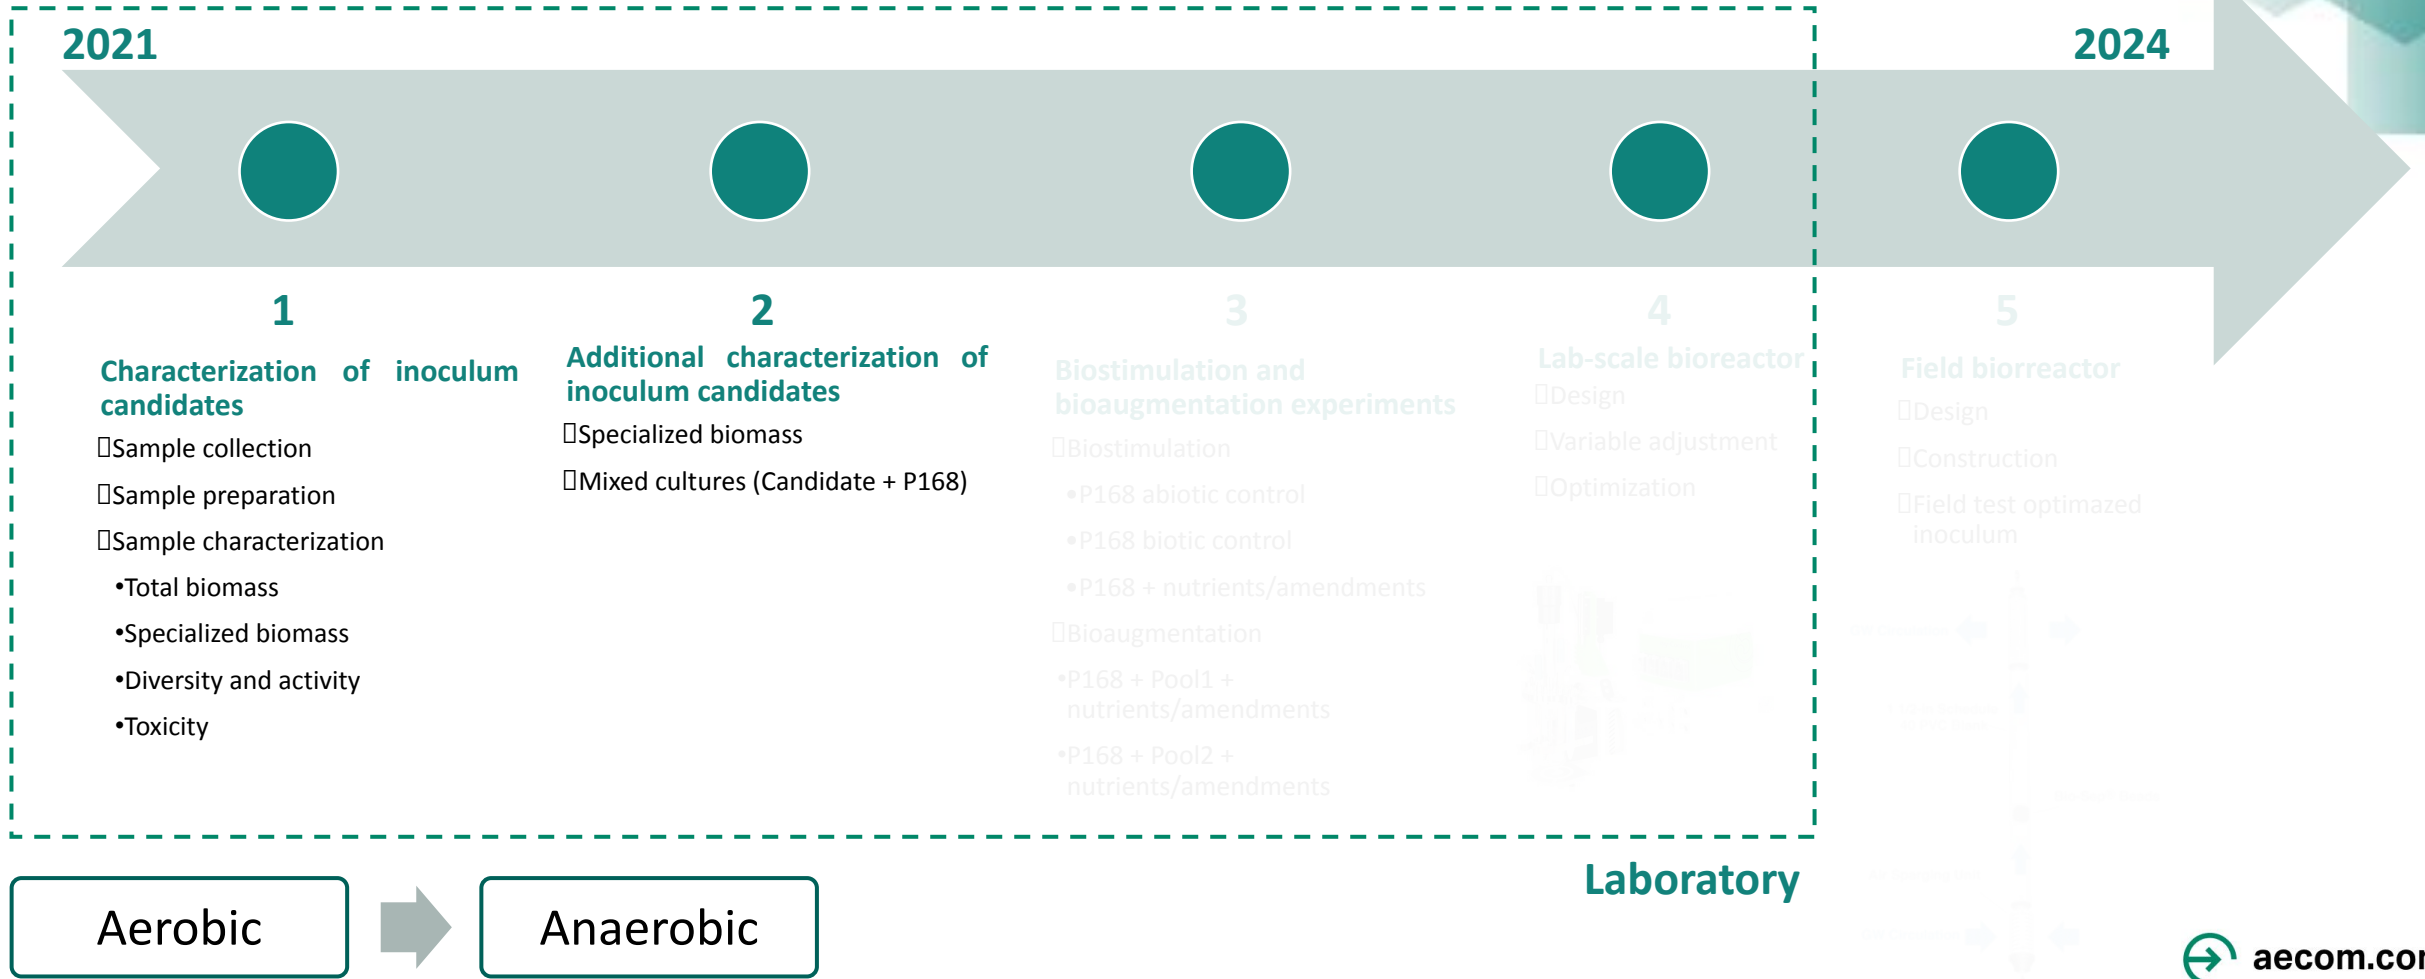 2021
2024
1
Characterization of inoculum
candidates
Sample collection
Sample preparation
Sample characterization
•Total biomass
•Specialized biomass
•Diversity and activity
•Toxicity
2
Additional characterization of
inoculum candidates
Specialized biomass
Mixed cultures (Candidate + P168)
3
Biostimulation and
bioaugmentation experiments
Biostimulation
•P168 abiotic control
•P168 biotic control
•P168 + nutrients/amendments
Bioaugmentation
•P168 + Pool1 +
nutrients/amendments
•P168 + Pool2 +
nutrients/amendments
4
Lab-scale bioreactor
Design
Variable adjustment
Optimization
5
Field biorreactor
Design
Construction
Field test optimazed
inoculum
Laboratory
Aerobic
Anaerobic
aecom.com